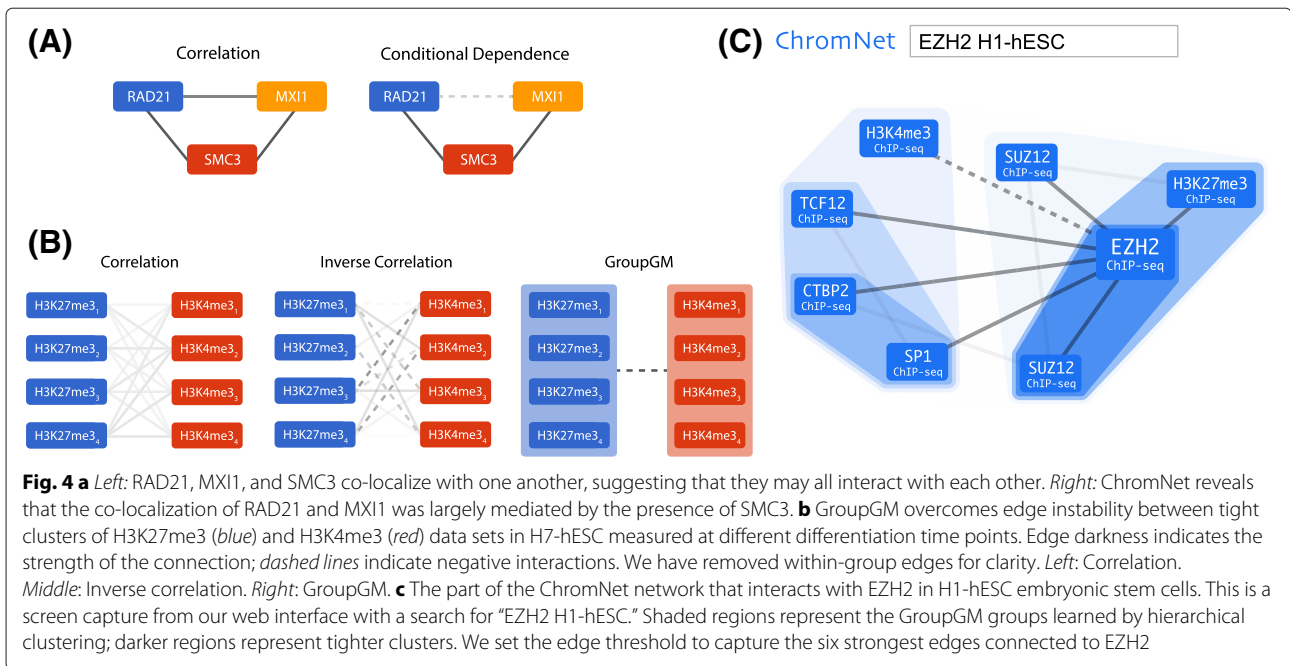 (A)
Correlation
RAD21
MXI1
SMC3
Conditional Dependence
RAD21
MXI1
SMC3
(B)
Correlation
H3K27me3₁
H3K4me3₁
H3K27me3₂
H3K4me3₂
H3K27me3₃
H3K4me3₃
H3K27me3₄
H3K4me3₄
Inverse Correlation
H3K27me3₁
H3K4me3₁
H3K27me3₂
H3K4me3₂
H3K27me3₃
H3K4me3₃
H3K27me3₄
H3K4me3₄
GroupGM
H3K27me3₁
H3K4me3₁
H3K27me3₂
H3K4me3₂
H3K27me3₃
H3K4me3₃
H3K27me3₄
H3K4me3₄
(C) ChromNet EZH2 H1-hESC
H3K4me3
ChIP-seq
SUZ12
ChIP-seq
H3K27me3
ChIP-seq
TCF12
ChIP-seq
EZH2
ChIP-seq
CTBP2
ChIP-seq
SP1
ChIP-seq
SUZ12
ChIP-seq
Fig. 4 a Left: RAD21, MXI1, and SMC3 co-localize with one another, suggesting that they may all interact with each other. Right: ChromNet reveals
that the co-localization of RAD21 and MXI1 was largely mediated by the presence of SMC3. b GroupGM overcomes edge instability between tight
clusters of H3K27me3 (blue) and H3K4me3 (red) data sets in H7-hESC measured at different differentiation time points. Edge darkness indicates the
strength of the connection; dashed lines indicate negative interactions. We have removed within-group edges for clarity. Left: Correlation.
Middle: Inverse correlation. Right: GroupGM. c The part of the ChromNet network that interacts with EZH2 in H1-hESC embryonic stem cells. This is a
screen capture from our web interface with a search for “EZH2 H1-hESC.” Shaded regions represent the GroupGM groups learned by hierarchical
clustering; darker regions represent tighter clusters. We set the edge threshold to capture the six strongest edges connected to EZH2